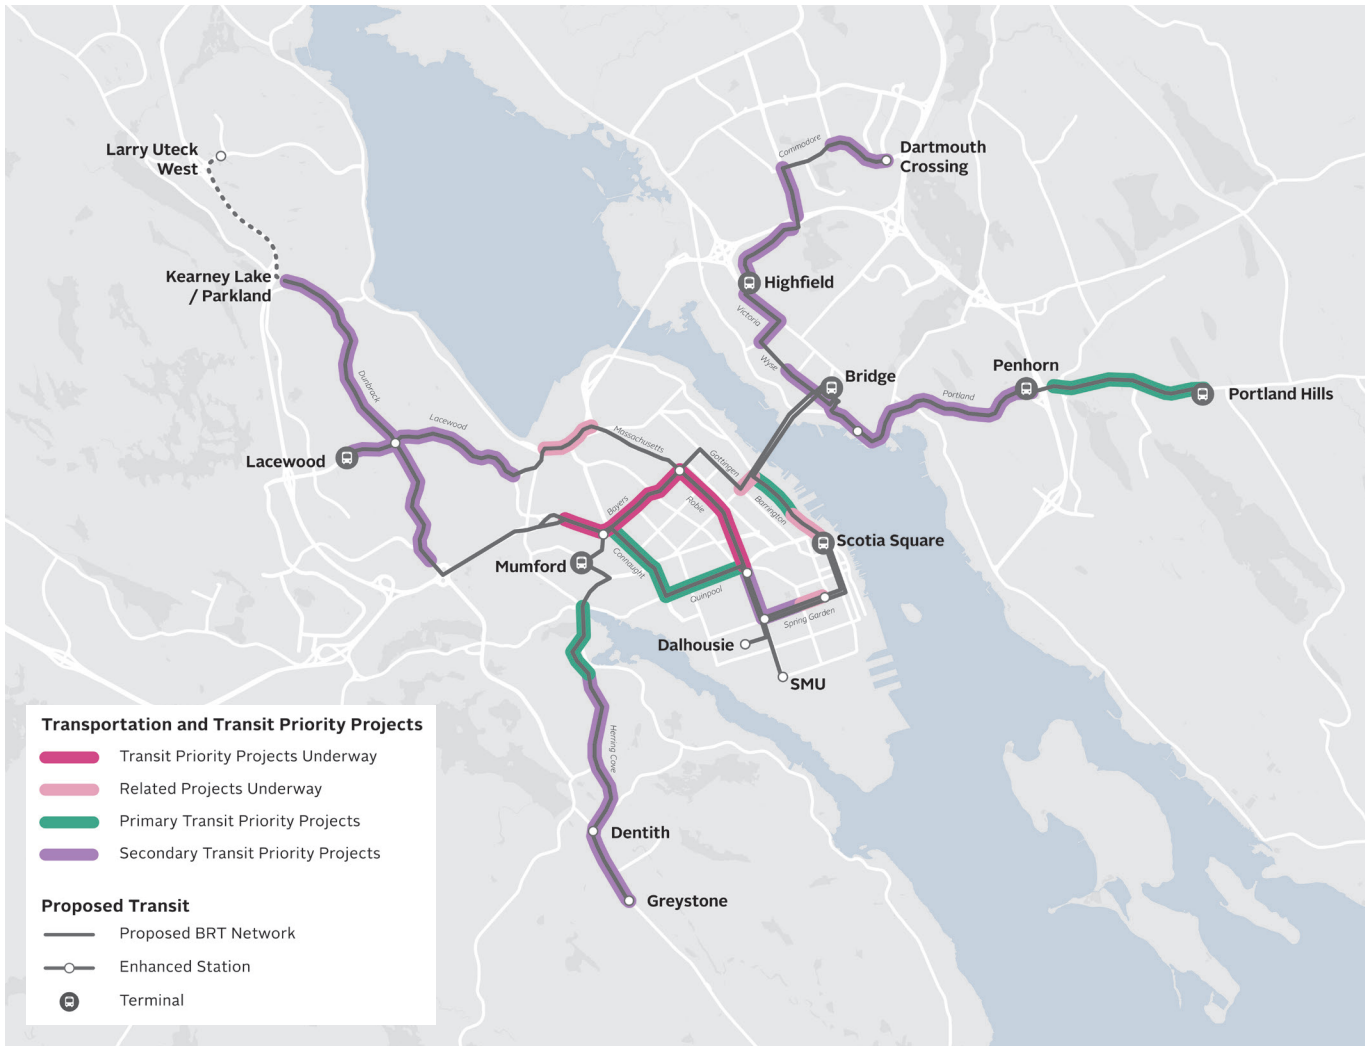 Larry Uteck
West
Kearney Lake
/ Parkland
Dunbrack
Lacewood
Lacewood
Commodore
Dartmouth
Crossing
Highfield
Victoria
Wyse
Bridge
Penhorn
Portland
Portland Hills
Massachusetts
Gottingen
Bayers
Robie
Barrington
Scotia Square
Mumford
Connaught
Quinpool
Spring Garden
Dalhousie
SMU
Herring Cove
Dentith
Greystone
Transportation and Transit Priority Projects
Transit Priority Projects Underway
Related Projects Underway
Primary Transit Priority Projects
Secondary Transit Priority Projects
Proposed Transit
Proposed BRT Network
Enhanced Station
Terminal